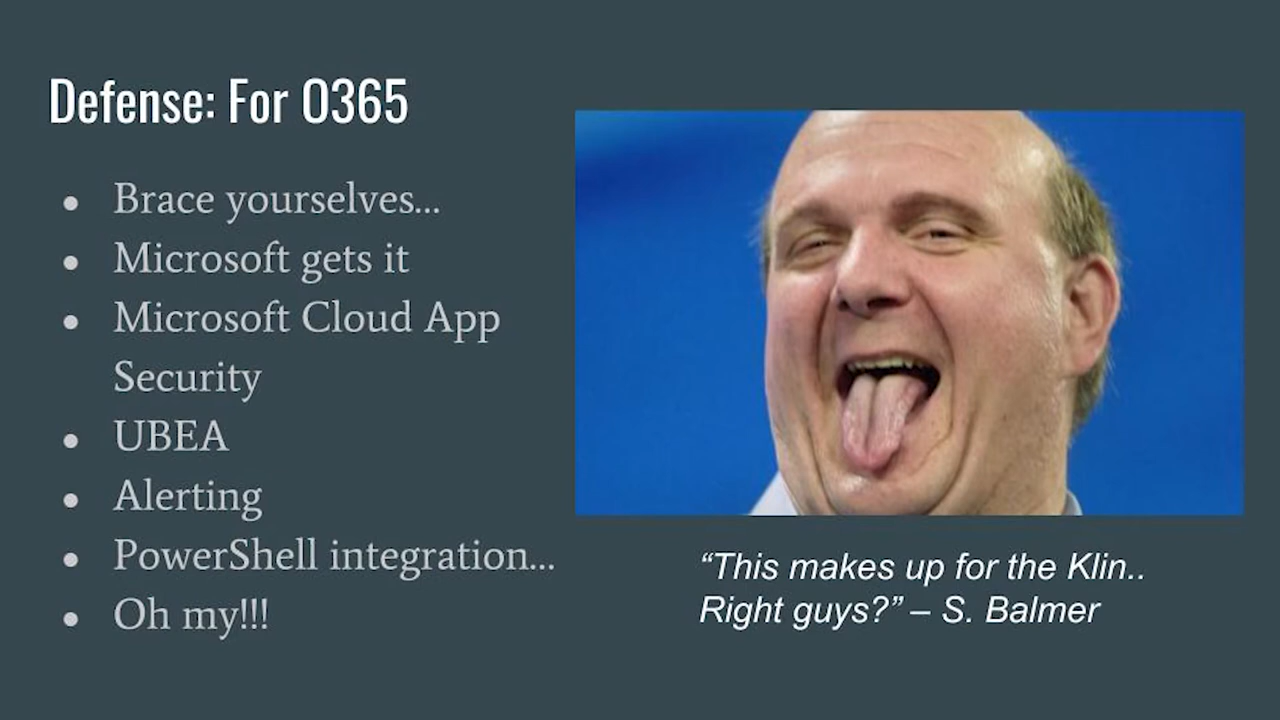 Defense: For O365
• Brace yourselves...
• Microsoft gets it
• Microsoft Cloud App
Security
• UBEA
• Alerting
• PowerShell integration...
• Oh my!!!
“This makes up for the Klin..
Right guys?” – S. Balmer